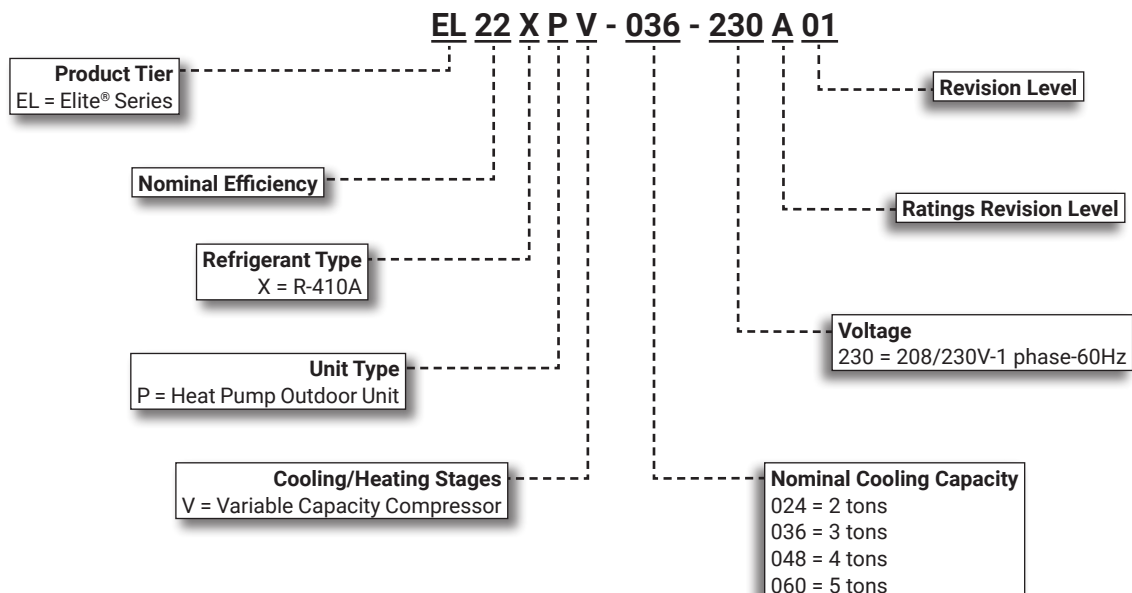 EL 22 X P V - 036 - 230 A 01
Product Tier
EL = Elite® Series
Revision Level
Nominal Efficiency
Ratings Revision Level
Refrigerant Type
X = R-410A
Voltage
230 = 208/230V-1 phase-60Hz
Unit Type
P = Heat Pump Outdoor Unit
Cooling/Heating Stages
V = Variable Capacity Compressor
Nominal Cooling Capacity
024 = 2 tons
036 = 3 tons
048 = 4 tons
060 = 5 tons